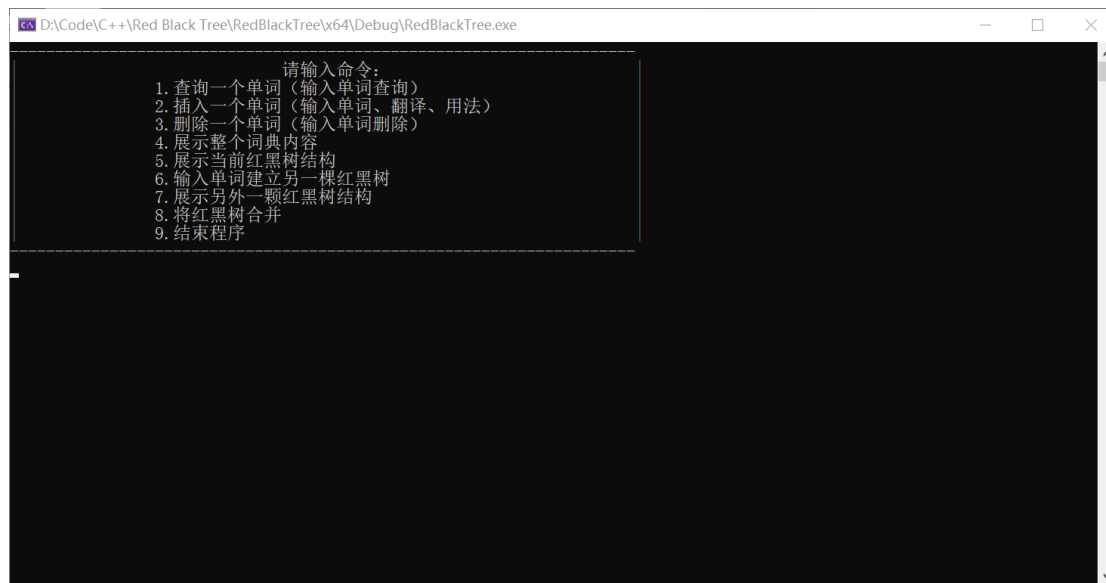 D:\Code\C++\Red Black Tree\RedBlackTree\x64\Debug\RedBlackTree.exe
请输入命令:
1.查询一个单词（输入单词查询）
2.插入一个单词（输入单词、翻译、用法）
3.删除一个单词（输入单词删除）
4.展示整个词典内容
5.展示当前红黑树结构
6.输入单词建立另一棵红黑树
7.展示另外一颗红黑树结构
8.将红黑树合并
9.结束程序